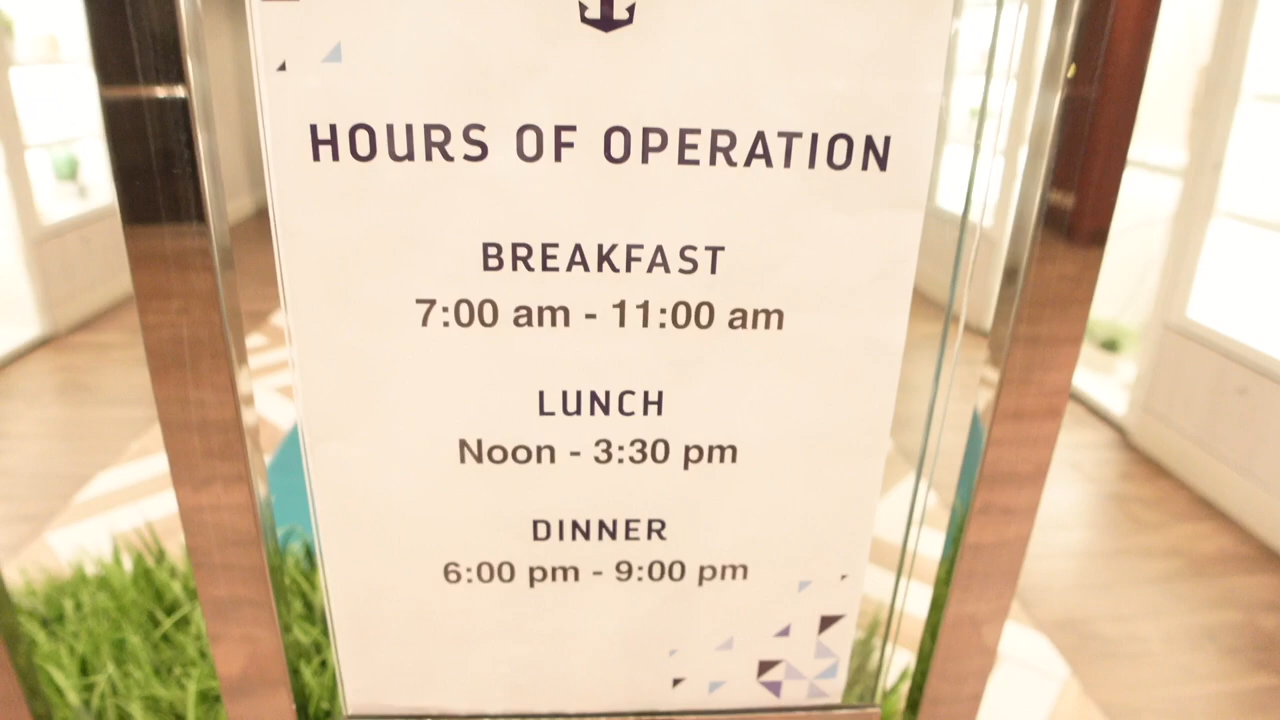 HOURS OF OPERATION
BREAKFAST
7:00 am - 11:00 am
LUNCH
Noon - 3:30 pm
DINNER
6:00 pm - 9:00 pm